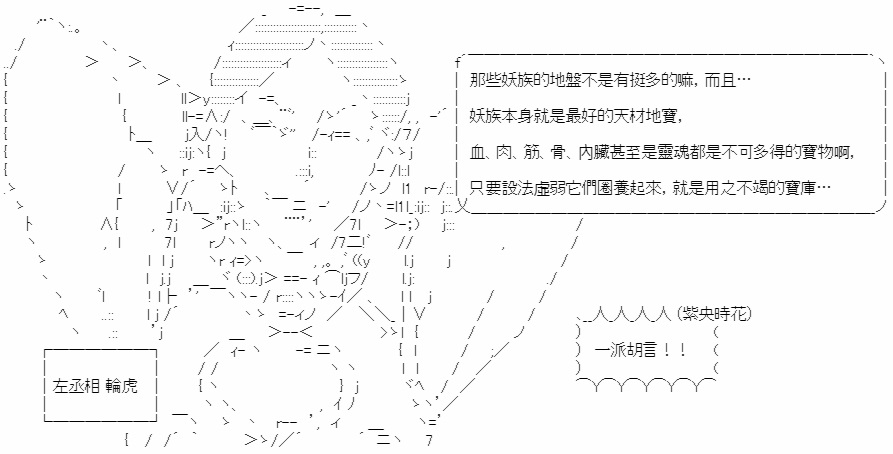 那些妖族的地盤不是有挺多的嘛，而且…
妖族本身就是最好的天材地寶，
血、肉、筋、骨、內臟甚至是靈魂都是不可多得的寶物啊，
只要設法虛弱它們圈養起來，就是用之不竭的寶庫…
(紫央時花)
一派胡言！！
左丞相 輪虎